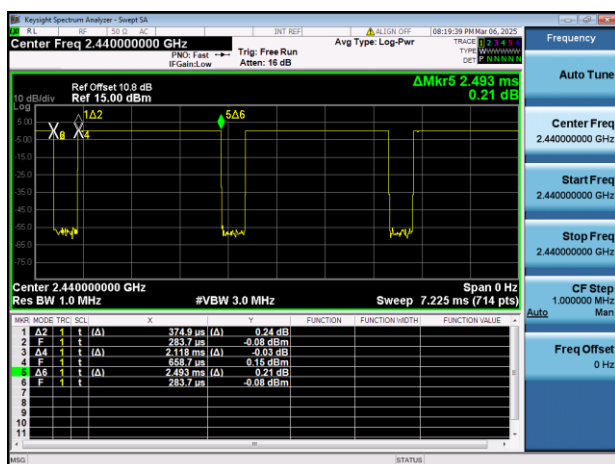 Keysight Spectrum Analyzer - Swept SA
RL RF 50 Ω AC INT REF ALIGN OFF 08:19:39 PM Mar 06, 2025
Center Freq 2.440000000 GHz Avg Type: Log-Pwr TRACE 1 2 3 4 5 6
PNO: Fast Trig: Free Run TYPE WWWWWW
IFGain:Low Atten: 16 dB DET P N N N N N
Frequency
Auto Tune
Center Freq
2.440000000 GHz
Start Freq
2.440000000 GHz
Stop Freq
2.440000000 GHz
CF Step
1.000000 MHz
Auto Man
Freq Offset
0 Hz
ΔMkr5 2.493 ms
0.21 dB
Ref Offset 10.8 dB
10 dB/div Ref 15.00 dBm
Log
1Δ2 5Δ6
4
5.00
-5.00
-15.0
-25.0
-35.0
-45.0
-55.0
-65.0
-75.0
Center 2.440000000 GHz Span 0 Hz
Res BW 1.0 MHz #VBW 3.0 MHz Sweep 7.225 ms (714 pts)
MKR MODE TRC SCL X Y FUNCTION FUNCTION WIDTH FUNCTION VALUE
1 Δ2 1 t (Δ) 374.9 µs (Δ) 0.24 dB
2 F 1 t 283.7 µs -0.08 dBm
3 Δ4 1 t (Δ) 2.118 ms (Δ) -0.03 dB
4 F 1 t 658.7 µs 0.15 dBm
5 Δ6 1 t (Δ) 2.493 ms (Δ) 0.21 dB
6 F 1 t 283.7 µs -0.08 dBm
7
8
9
10
11
MSG STATUS